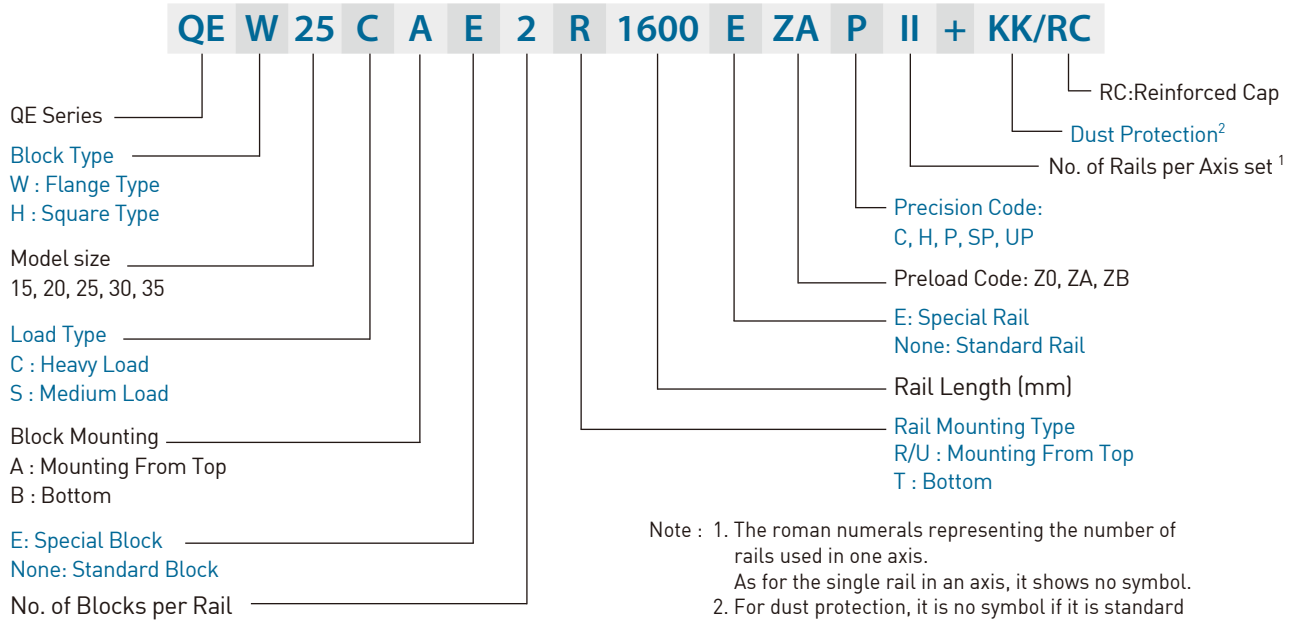 QE W 25 C A E 2 R 1600 E ZA P II + KK/RC
QE Series
Block Type
W : Flange Type
H : Square Type
Model size
15, 20, 25, 30, 35
Load Type
C : Heavy Load
S : Medium Load
Block Mounting
A : Mounting From Top
B : Bottom
E: Special Block
None: Standard Block
No. of Blocks per Rail
RC:Reinforced Cap
Dust Protection2
No. of Rails per Axis set 1
Precision Code:
C, H, P, SP, UP
Preload Code: Z0, ZA, ZB
E: Special Rail
None: Standard Rail
Rail Length (mm)
Rail Mounting Type
R/U : Mounting From Top
T : Bottom
Note : 1. The roman numerals representing the number of
rails used in one axis.
As for the single rail in an axis, it shows no symbol.
2. For dust protection, it is no symbol if it is standard